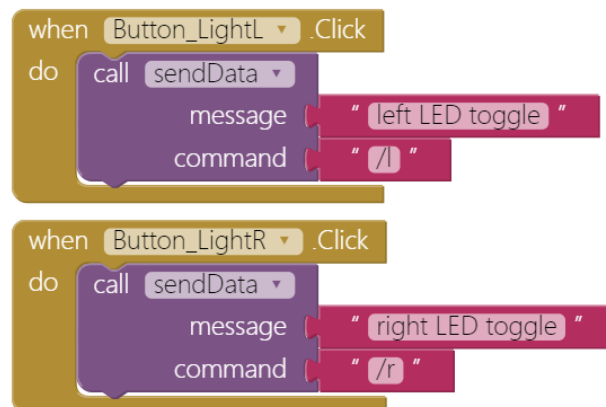 when Button_LightL .Click
do call sendData
message " left LED toggle "
command " /l "
when Button_LightR .Click
do call sendData
message " right LED toggle "
command " /r "